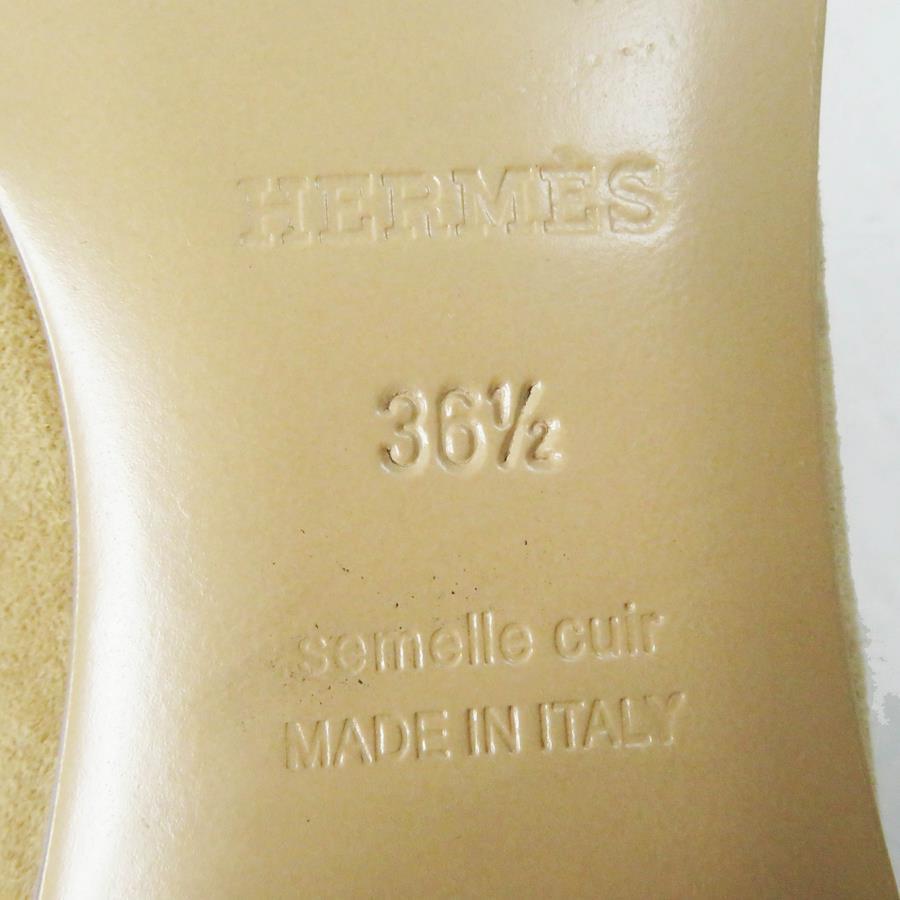 HERMÈS
36½
semelle cuir
MADE IN ITALY